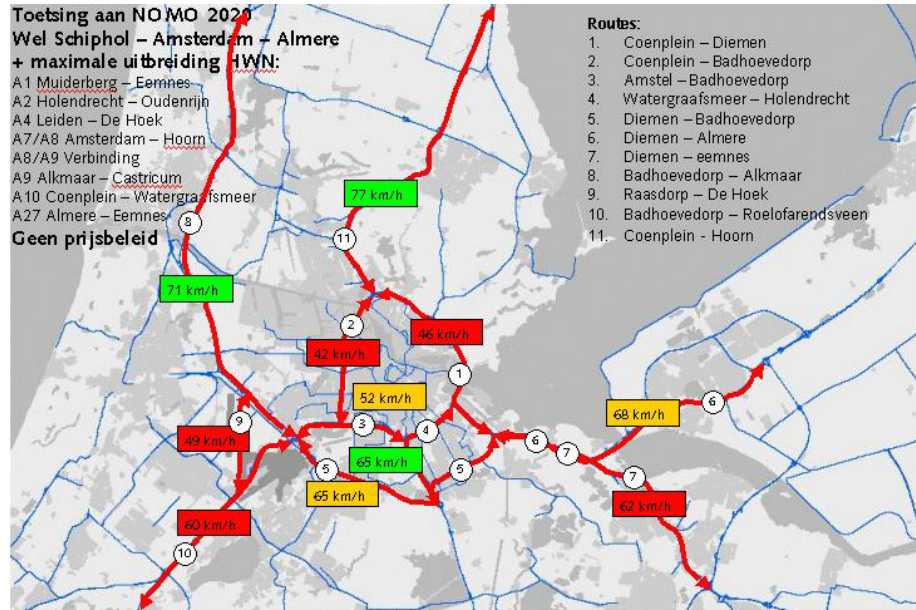 Toetsing aan NOMO 2020
Wel Schiphol – Amsterdam – Almere
+ maximale uitbreiding HWN:
A1 Muiderberg – Eemnes
A2 Holendrecht – Oudenrijn
A4 Leiden – De Hoek
A7/A8 Amsterdam – Hoorn
A8/A9 Verbinding
A9 Alkmaar – Castricum
A10 Coenplein – Watergraafsmeer
A27 Almere – Eemnes
Geen prijsbeleid
Routes:
1. Coenplein – Diemen
2. Coenplein – Badhoevedorp
3. Amstel – Badhoevedorp
4. Watergraafsmeer – Holendrecht
5. Diemen – Badhoevedorp
6. Diemen – Almere
7. Diemen – eemnes
8. Badhoevedorp – Alkmaar
9. Raasdorp – De Hoek
10. Badhoevedorp – Roelofarendsveen
11. Coenplein - Hoorn
77 km/h
8
11
71 km/h
2
46 km/h
42 km/h
1
52 km/h
6
68 km/h
9
3
4
49 km/h
6
7
65 km/h
5
5
7
65 km/h
62 km/h
60 km/h
10